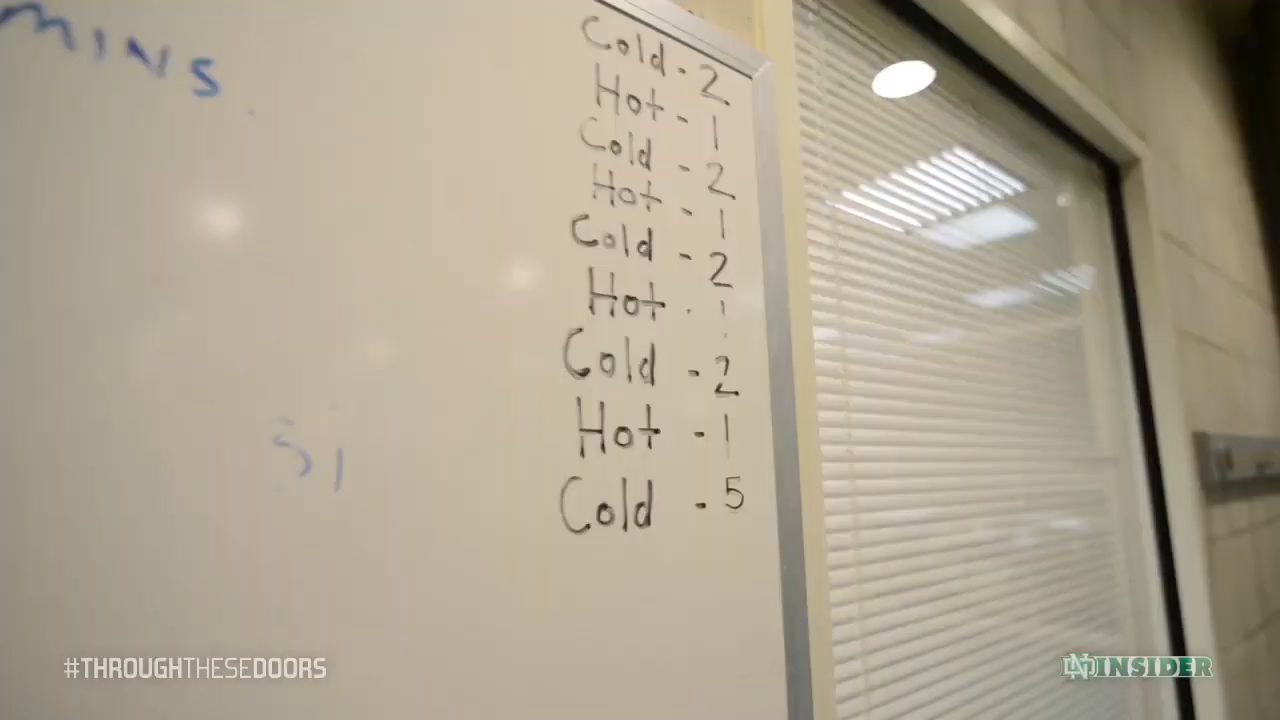 MINS
Cold - 2
Hot - 1
Cold - 2
Hot - 1
Cold - 2
Hot - 1
Cold - 2
Hot - 1
Cold - 5
#THROUGHTHESEDOORS
ND INSIDER